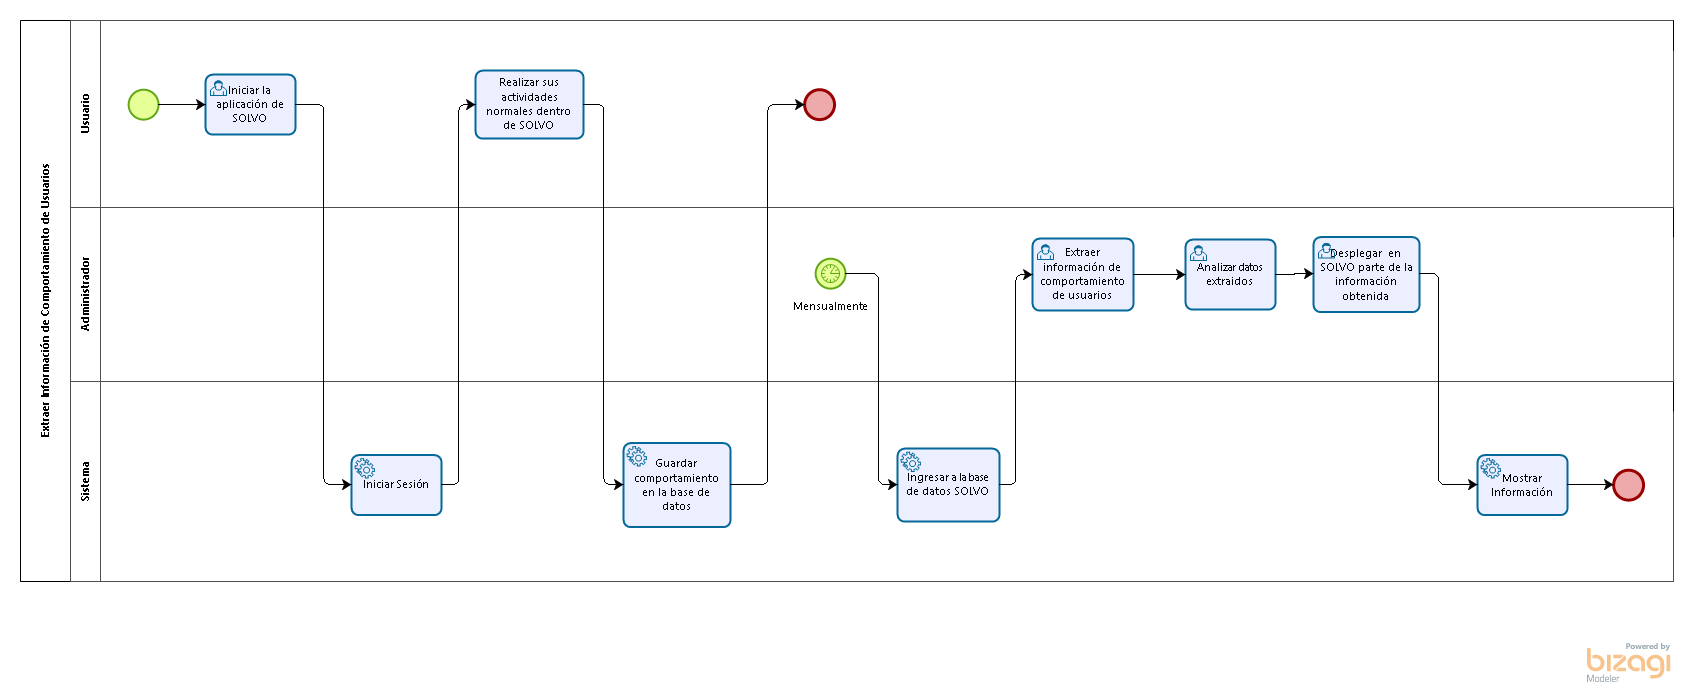 Extraer Información de Comportamiento de Usuarios
Usuario
Iniciar la
aplicación de
SOLVO
Realizar sus
actividades
normales dentro
de SOLVO
Administrador
Mensualmente
Extraer
información de
comportamiento
de usuarios
Analizar datos
extraidos
Desplegar en
SOLVO parte de la
información
obtenida
Sistema
Iniciar Sesión
Guardar
comportamiento
en la base de
datos
Ingresar a la base
de datos SOLVO
Mostrar
Información
Powered by
bizagi
Modeler